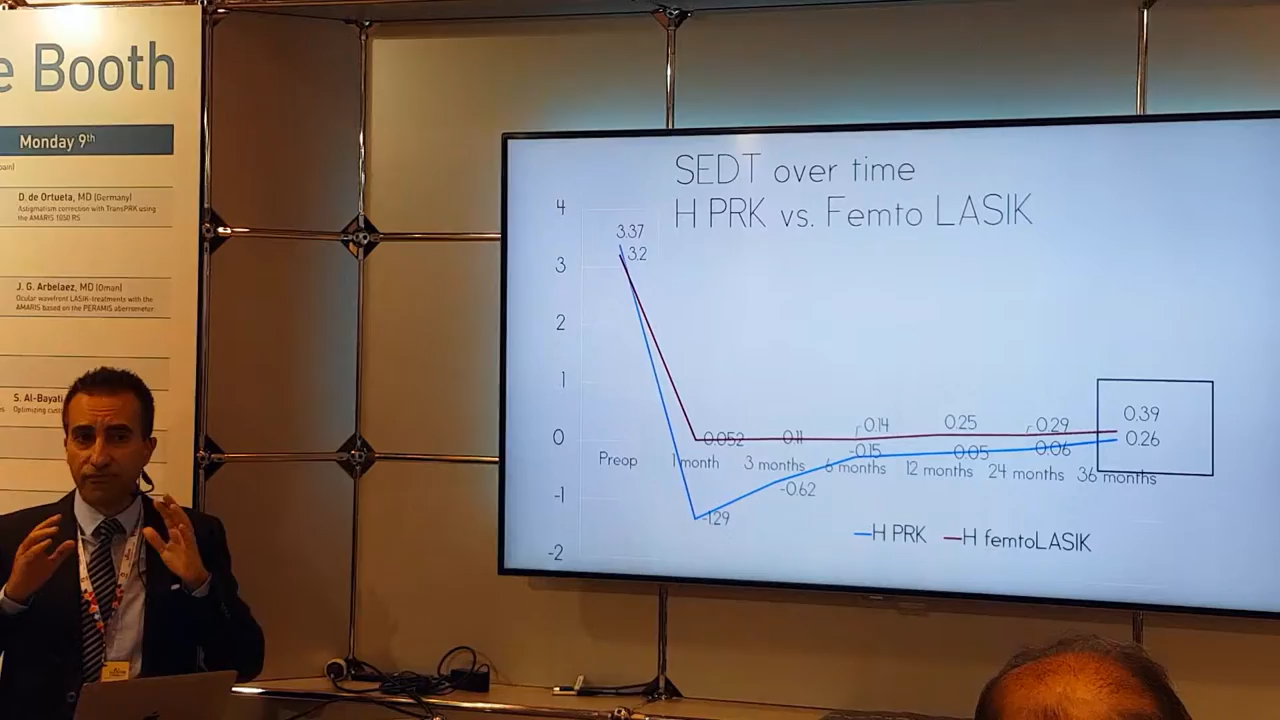 e Booth
Monday 9th
pain)
D. de Ortueta, MD (Germany)
Astigmatism correction with TransPRK using
the AMARIS 1050 RS
J. G. Arbelaez, MD (Oman)
Ocular wavefront LASIK-treatments with the
AMARIS based on the PERAMIS aberrometer
S. Al-Bayati
Optimizing cust
SEDT over time
H PRK vs. Femto LASIK
4
3
2
1
0
-1
-2
3.37
3.2
0.052
0.11
0.14
0.25
0.29
0.39
0.26
-0.15
0.05
0.06
-1.29
-0.62
Preop
1 month
3 months
6 months
12 months
24 months
36 months
H PRK
H femtoLASIK